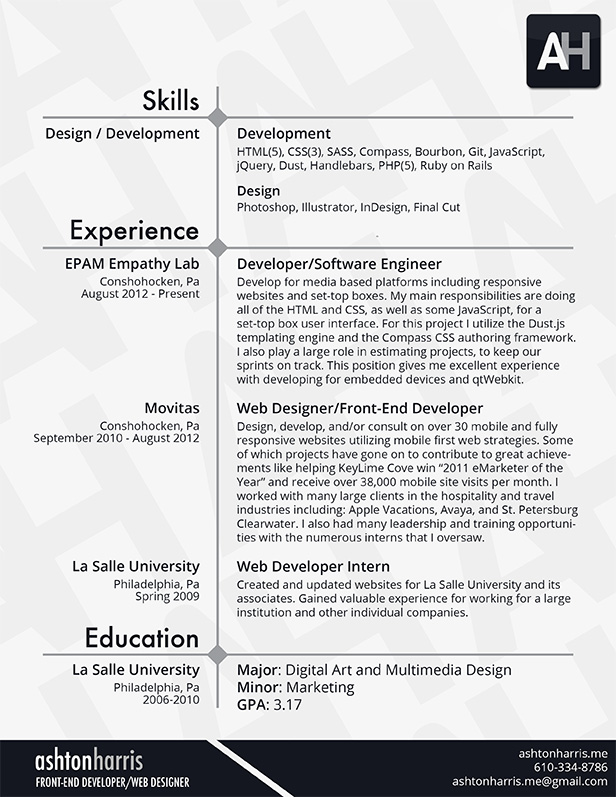 AH
Skills
Design / Development
Development
HTML(5), CSS(3), SASS, Compass, Bourbon, Git, JavaScript,
jQuery, Dust, Handlebars, PHP(5), Ruby on Rails
Design
Photoshop, Illustrator, InDesign, Final Cut
Experience
EPAM Empathy Lab
Conshohocken, Pa
August 2012 - Present
Developer/Software Engineer
Develop for media based platforms including responsive
websites and set-top boxes. My main responsibilities are doing
all of the HTML and CSS, as well as some JavaScript, for a
set-top box user interface. For this project I utilize the Dust.js
templating engine and the Compass CSS authoring framework.
I also play a large role in estimating projects, to keep our
sprints on track. This position gives me excellent experience
with developing for embedded devices and qtWebkit.
Movitas
Conshohocken, Pa
September 2010 - August 2012
Web Designer/Front-End Developer
Design, develop, and/or consult on over 30 mobile and fully
responsive websites utilizing mobile first web strategies. Some
of which projects have gone on to contribute to great achieve-
ments like helping KeyLime Cove win “2011 eMarketer of the
Year” and receive over 38,000 mobile site visits per month. I
worked with many large clients in the hospitality and travel
industries including: Apple Vacations, Avaya, and St. Petersburg
Clearwater. I also had many leadership and training opportuni-
ties with the numerous interns that I oversaw.
La Salle University
Philadelphia, Pa
Spring 2009
Web Developer Intern
Created and updated websites for La Salle University and its
associates. Gained valuable experience for working for a large
institution and other individual companies.
Education
La Salle University
Philadelphia, Pa
2006-2010
Major: Digital Art and Multimedia Design
Minor: Marketing
GPA: 3.17
ashtonharris
FRONT-END DEVELOPER/WEB DESIGNER
ashtonharris.me
610-334-8786
ashtonharris.me@gmail.com